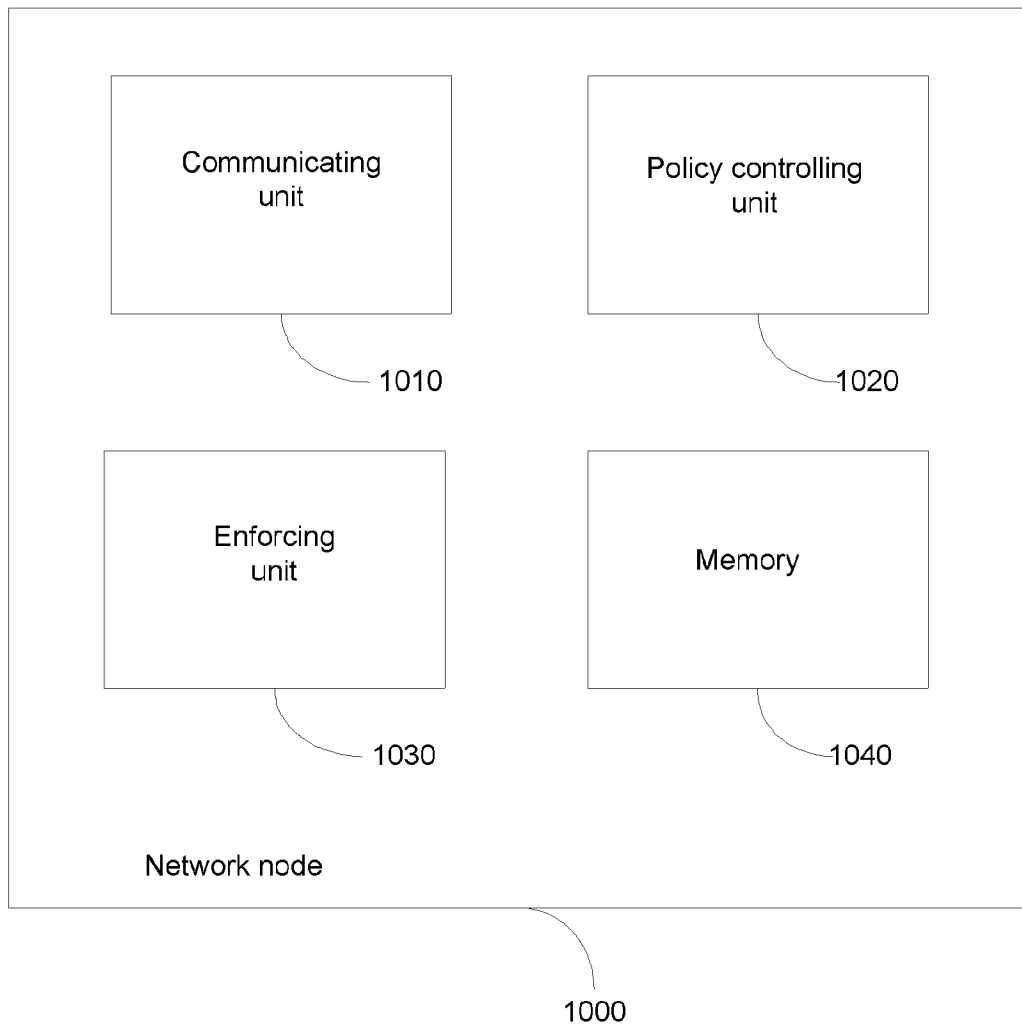 Communicating
unit
Policy controlling
unit
1010
1020
Enforcing
unit
Memory
1030
1040
Network node
1000